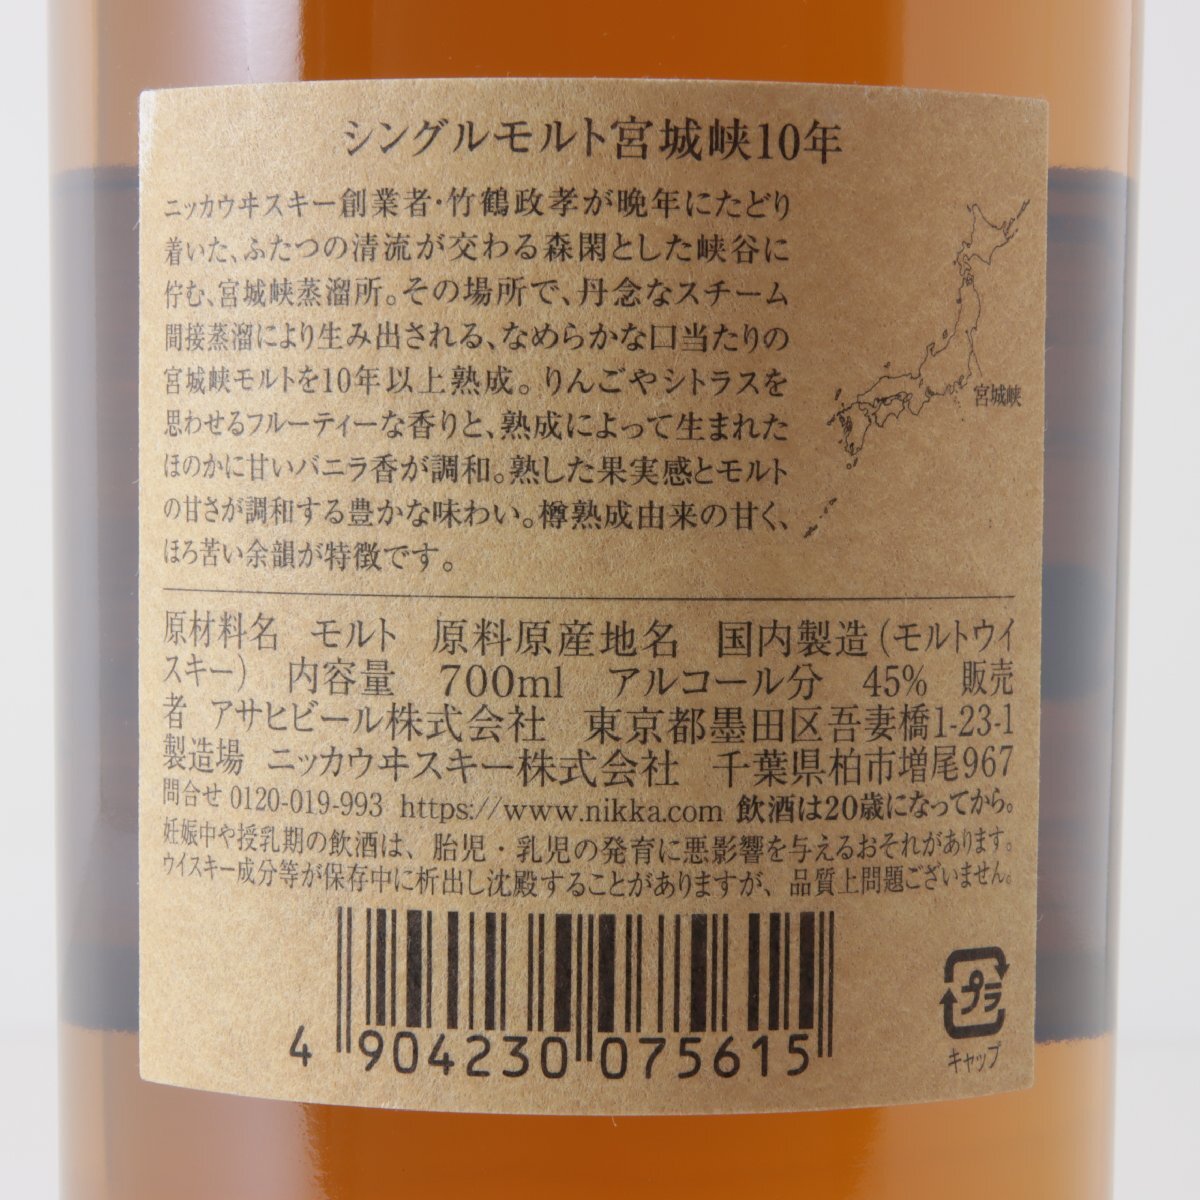 シングルモルト宮城峡10年
ニッカウヰスキー創業者・竹鶴政孝が晩年にたどり
着いた、ふたつの清流が交わる森閑とした峡谷に
佇む、宮城峡蒸溜所。その場所で、丹念なスチーム
間接蒸溜により生み出される、なめらかな口当たりの
宮城峡モルトを10年以上熟成。りんごやシトラスを
思わせるフルーティーな香りと、熟成によって生まれた
ほのかに甘いバニラ香が調和。熟した果実感とモルト
の甘さが調和する豊かな味わい。樽熟成由来の甘く、
ほろ苦い余韻が特徴です。
宮城峡
原材料名 モルト 原料原産地名 国内製造（モルトウイ
スキー） 内容量 700ml アルコール分 45% 販売
者 アサヒビール株式会社 東京都墨田区吾妻橋1-23-1
製造場 ニッカウヰスキー株式会社 千葉県柏市増尾967
問合せ 0120-019-993 https://www.nikka.com 飲酒は20歳になってから。
妊娠中や授乳期の飲酒は、胎児・乳児の発育に悪影響を与えるおそれがあります。
ウイスキー成分等が保存中に析出し沈殿することがありますが、品質上問題ございません。
4 904230 075615
プラ
キャップ